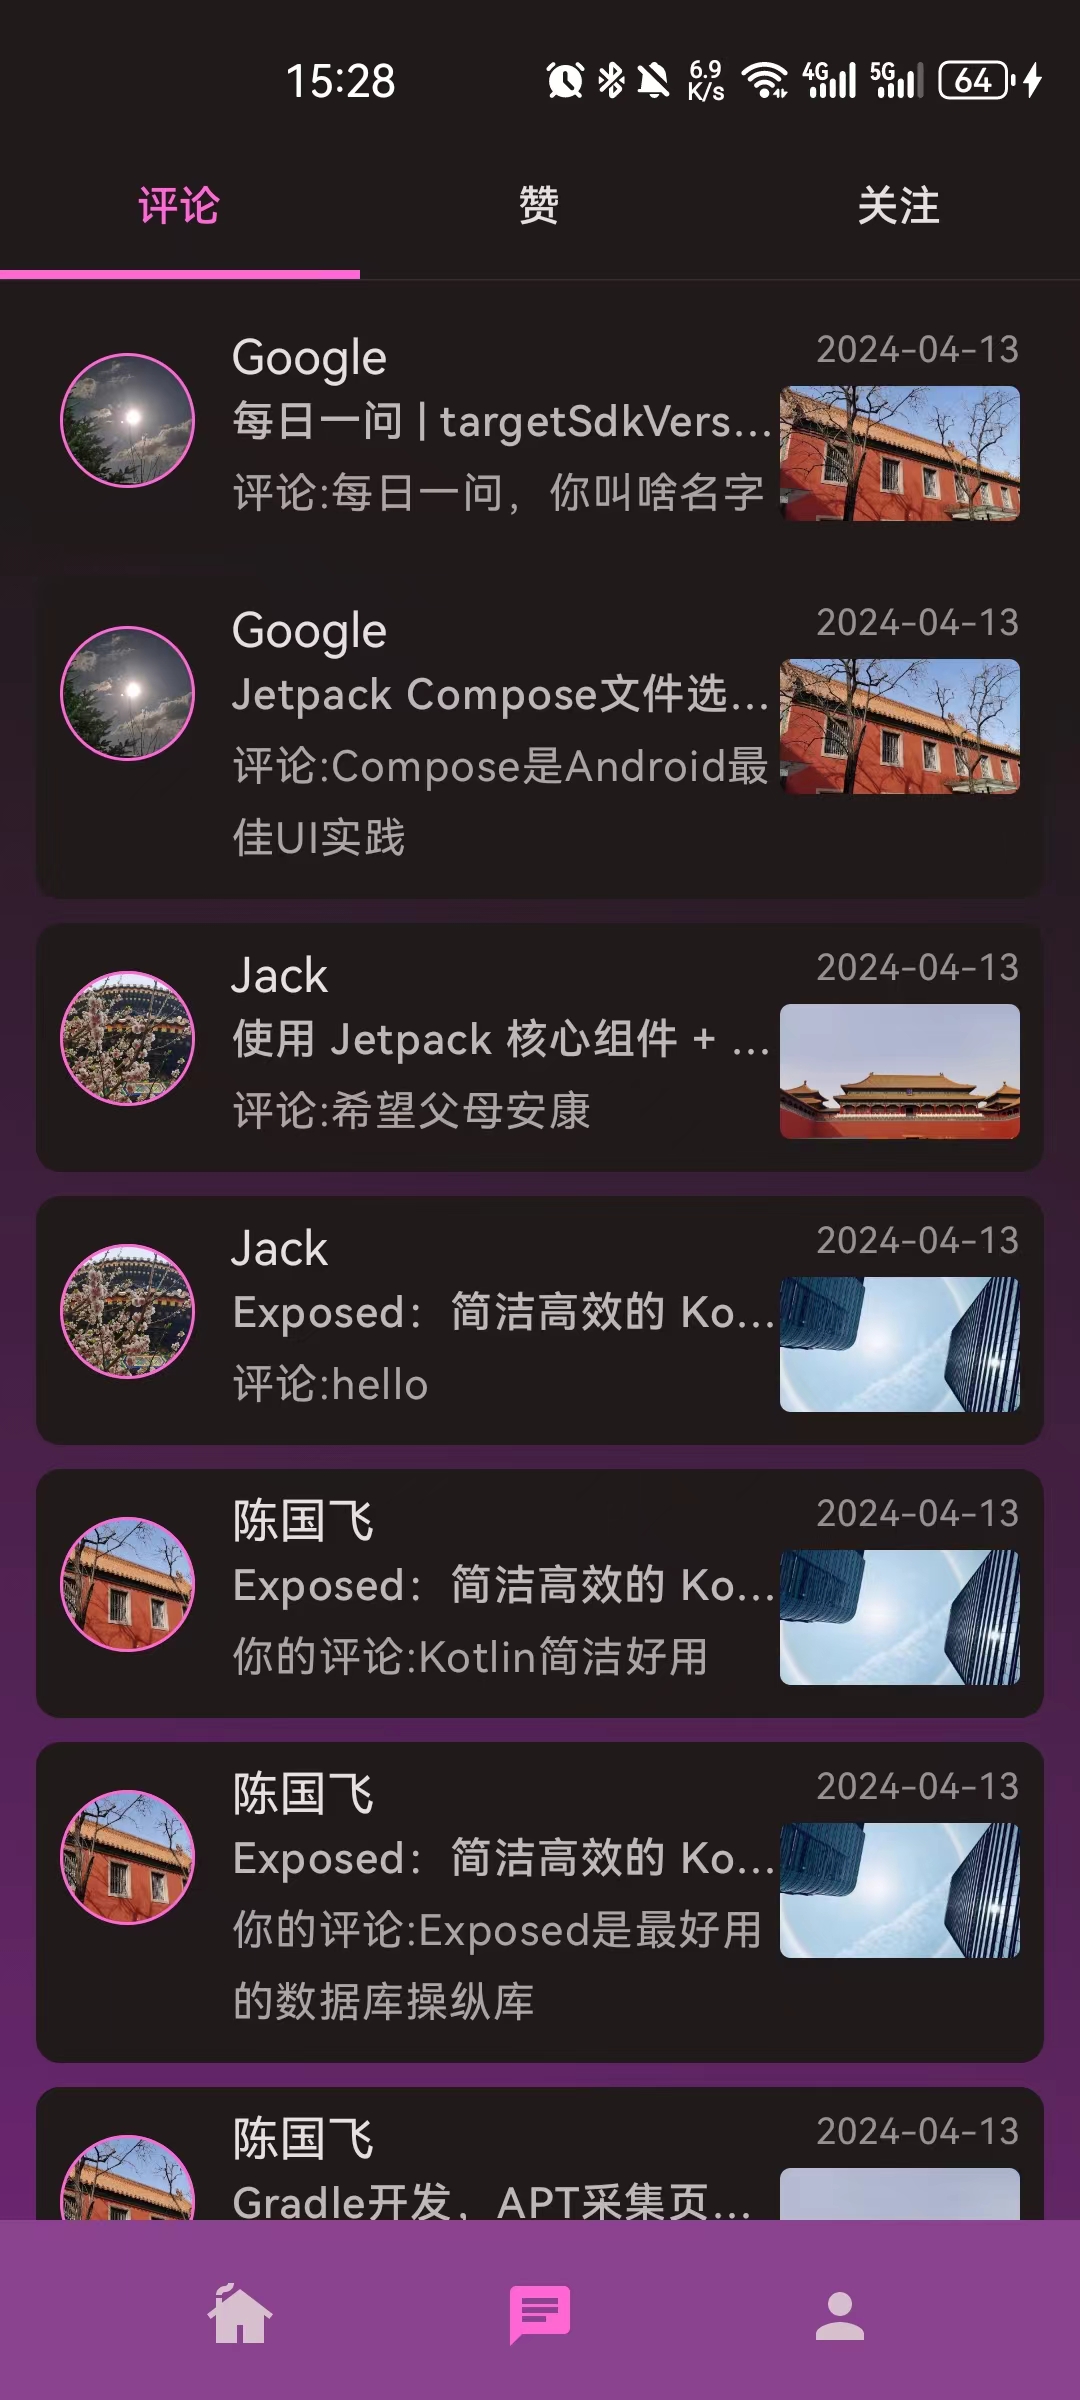 15:28 6.9 K/s 4G 5G 64
评论 赞 关注
Google 2024-04-13
每日一问 | targetSdkVers...
评论:每日一问，你叫啥名字
Google 2024-04-13
Jetpack Compose文件选...
评论:Compose是Android最
佳UI实践
Jack 2024-04-13
使用 Jetpack 核心组件 + ...
评论:希望父母安康
Jack 2024-04-13
Exposed：简洁高效的 Ko...
评论:hello
陈国飞 2024-04-13
Exposed：简洁高效的 Ko...
你的评论:Kotlin简洁好用
陈国飞 2024-04-13
Exposed：简洁高效的 Ko...
你的评论:Exposed是最好用
的数据库操纵库
陈国飞 2024-04-13
Gradle开发，APT采集页...